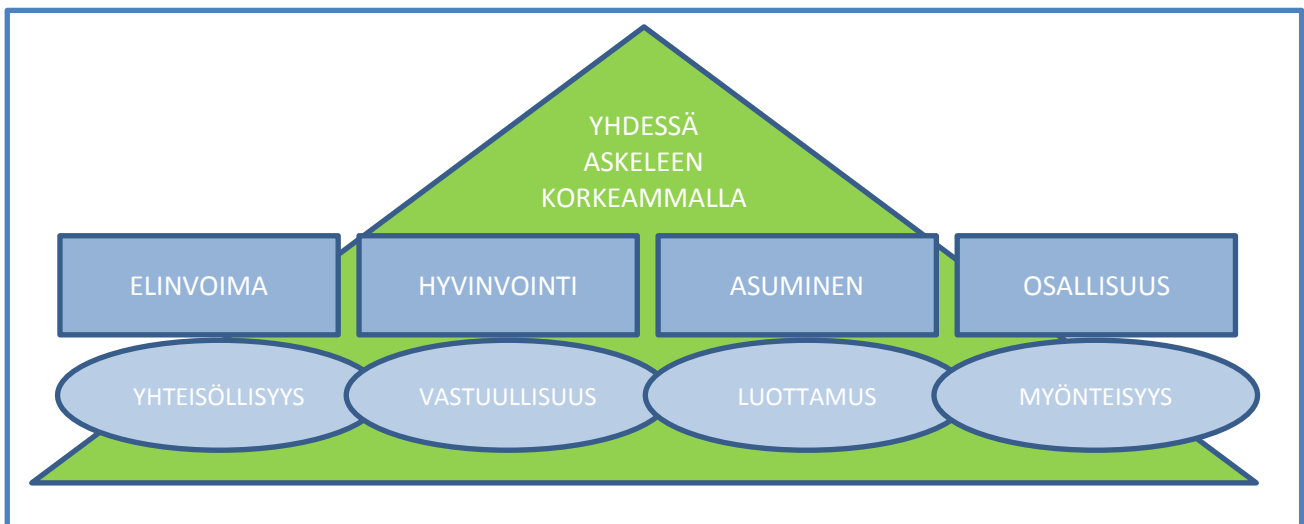 YHDESSÄ
ASKELEEN
KORKEAMMALLA
ELINVOIMA HYVINVOINTI ASUMINEN OSALLISUUS
YHTEISÖLLISYYS VASTUULLISUUS LUOTTAMUS MYÖNTEISYYS